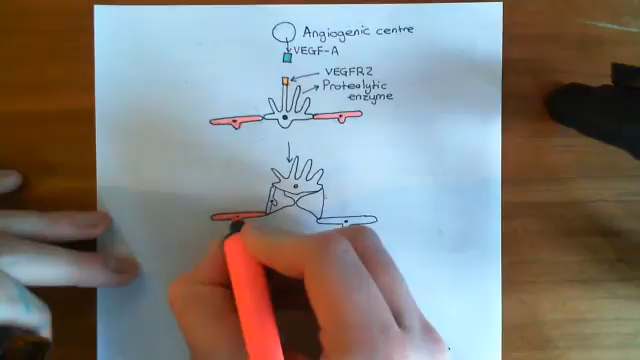 Angiogenic centre
VEGF-A
VEGFR2
Proteolytic
enzyme